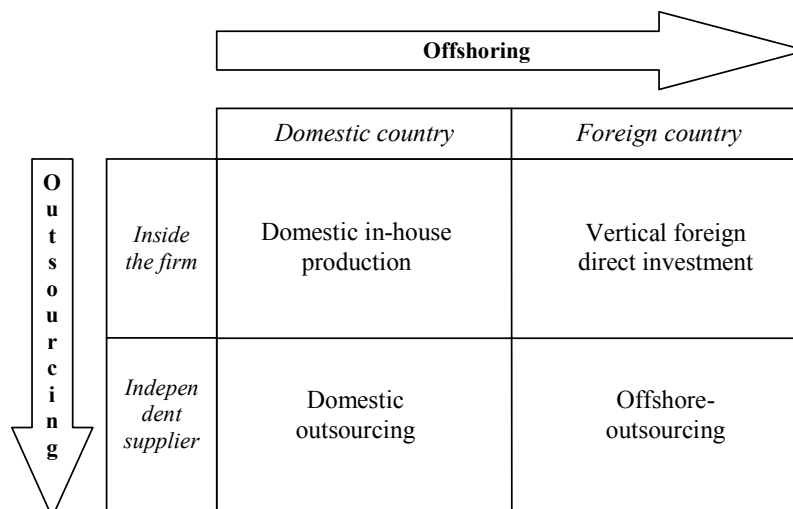 Offshoring
Domestic country
Foreign country
Outsourcing
Inside
the firm
Domestic in-house
production
Vertical foreign
direct investment
Indepen
dent
supplier
Domestic
outsourcing
Offshore-
outsourcing